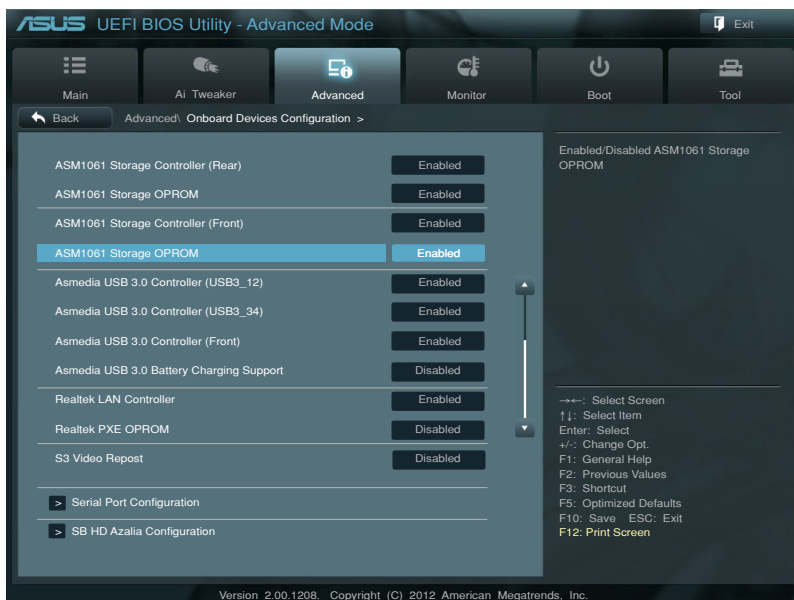 ASUS UEFI BIOS Utility - Advanced Mode
Exit
Main
Ai Tweaker
Advanced
Monitor
Boot
Tool
Back
Advanced\ Onboard Devices Configuration >
ASM1061 Storage Controller (Rear) Enabled
ASM1061 Storage OPROM Enabled
ASM1061 Storage Controller (Front) Enabled
ASM1061 Storage OPROM Enabled
Asmedia USB 3.0 Controller (USB3_12) Enabled
Asmedia USB 3.0 Controller (USB3_34) Enabled
Asmedia USB 3.0 Controller (Front) Enabled
Asmedia USB 3.0 Battery Charging Support Disabled
Realtek LAN Controller Enabled
Realtek PXE OPROM Disabled
S3 Video Repost Disabled
> Serial Port Configuration
> SB HD Azalia Configuration
Enabled/Disabled ASM1061 Storage
OPROM
→←: Select Screen
↑↓: Select Item
Enter: Select
+/-: Change Opt.
F1: General Help
F2: Previous Values
F3: Shortcut
F5: Optimized Defaults
F10: Save ESC: Exit
F12: Print Screen
Version 2.00.1208. Copyright (C) 2012 American Megatrends, Inc.